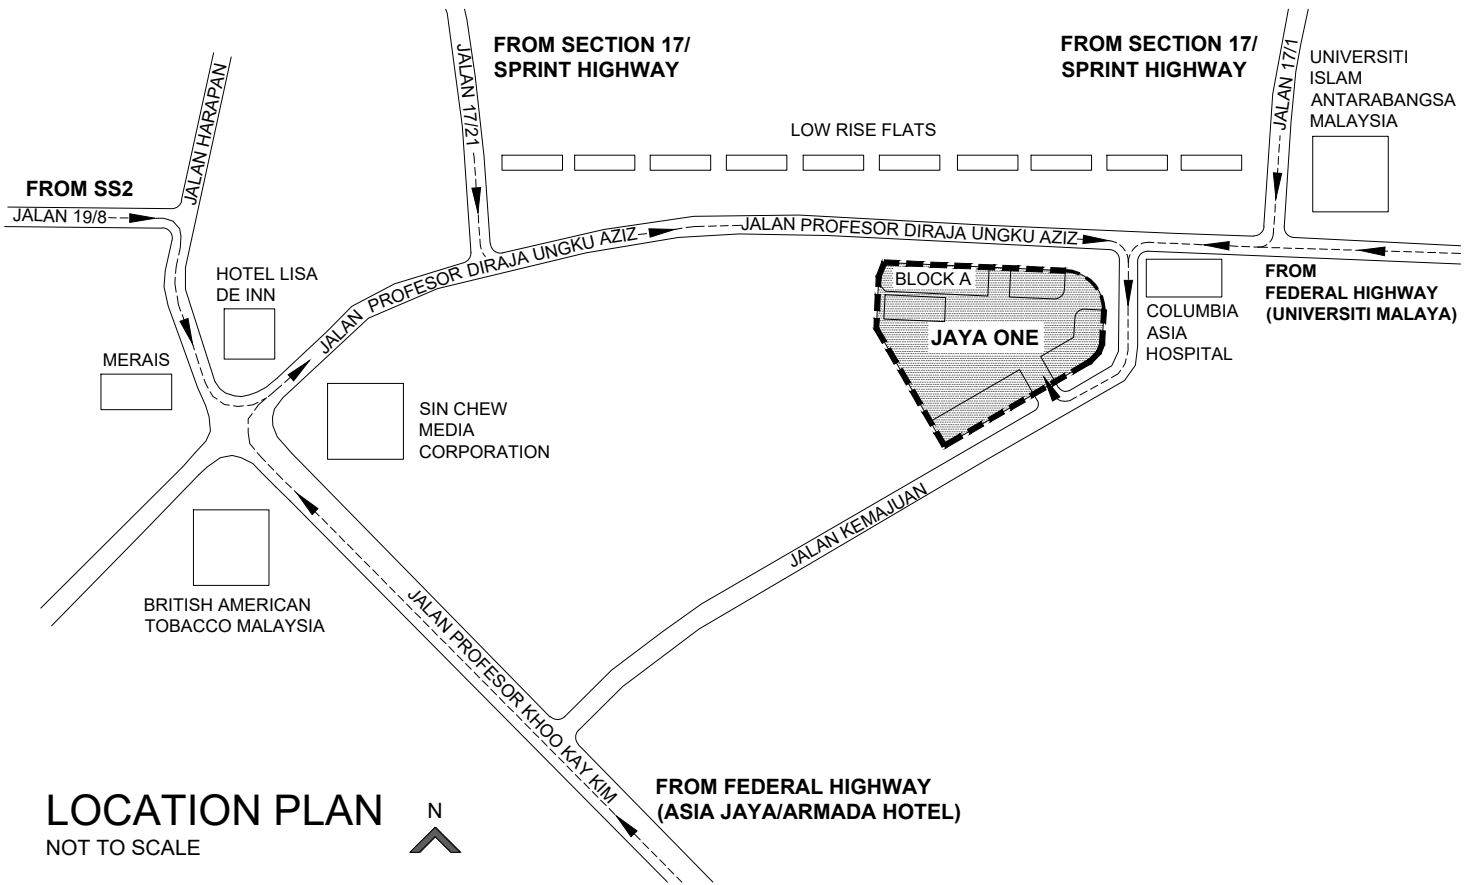 FROM SECTION 17/
SPRINT HIGHWAY
FROM SECTION 17/
SPRINT HIGHWAY
UNIVERSITI
ISLAM
ANTARABANGSA
MALAYSIA
JALAN HARAPAN
JALAN 17/21
JALAN 17/1
LOW RISE FLATS
FROM SS2
JALAN 19/8
JALAN PROFESOR DIRAJA UNGKU AZIZ
JALAN PROFESOR DIRAJA UNGKU AZIZ
HOTEL LISA
DE INN
BLOCK A
JAYA ONE
FROM
FEDERAL HIGHWAY
(UNIVERSITI MALAYA)
COLUMBIA
ASIA
HOSPITAL
MERAIS
SIN CHEW
MEDIA
CORPORATION
JALAN KEMAJUAN
BRITISH AMERICAN
TOBACCO MALAYSIA
JALAN PROFESOR KHOO KAY KIM
FROM FEDERAL HIGHWAY
(ASIA JAYA/ARMADA HOTEL)
LOCATION PLAN
NOT TO SCALE
N